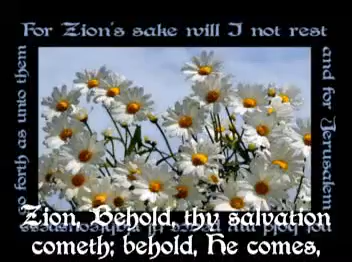 For Zion's sake will I not rest
and for Jerusalem
go forth as unto them
Zion, Behold, thy salvation
cometh; behold, He comes,